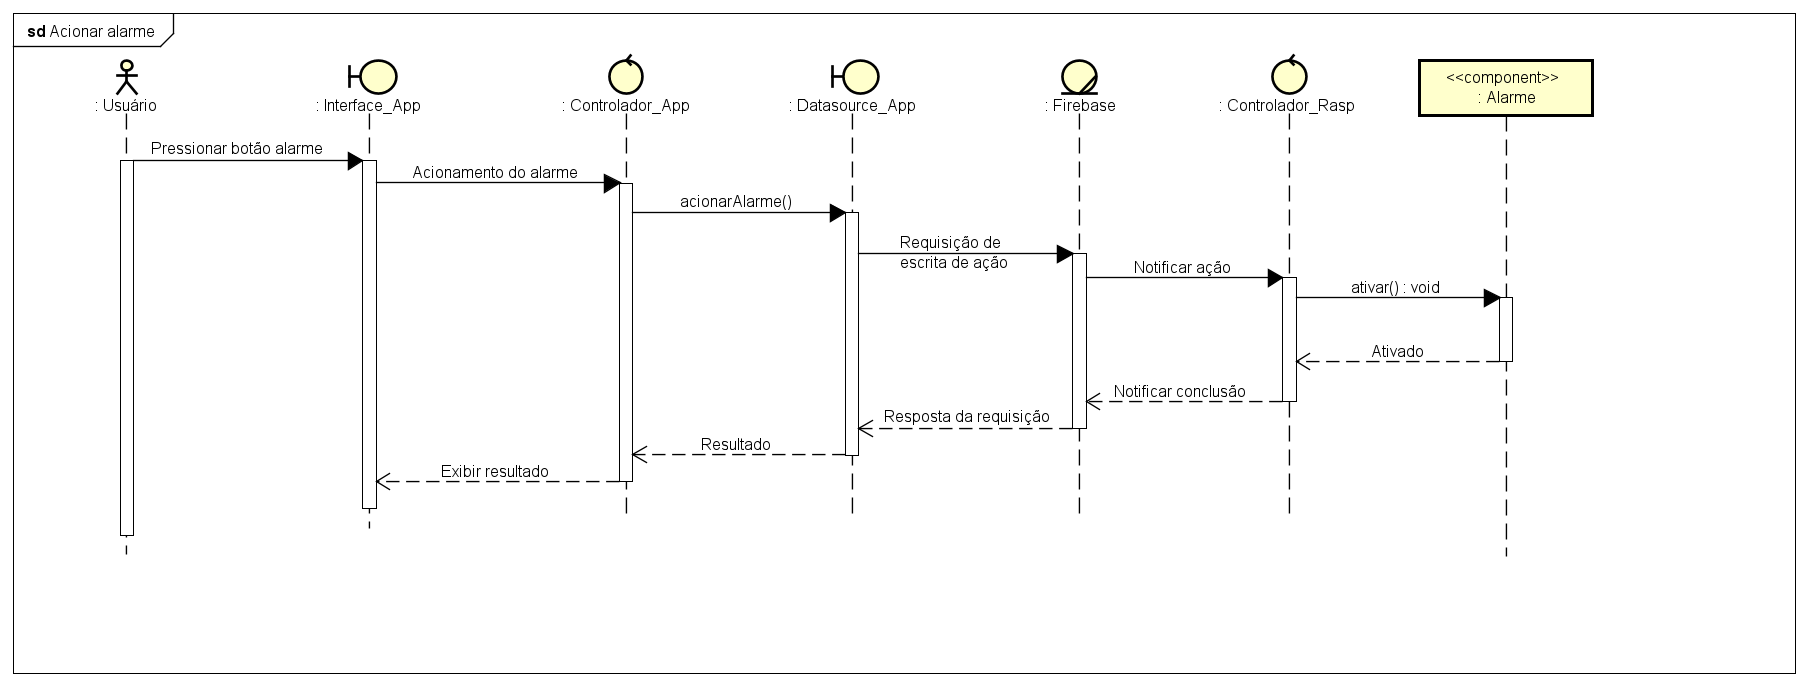 sd Acionar alarme
: Usuário
: Interface_App
: Controlador_App
: Datasource_App
: Firebase
: Controlador_Rasp
<<component>>
: Alarme
Pressionar botão alarme
Acionamento do alarme
acionarAlarme()
Requisição de
escrita de ação
Notificar ação
ativar() : void
Ativado
Notificar conclusão
Resposta da requisição
Resultado
Exibir resultado